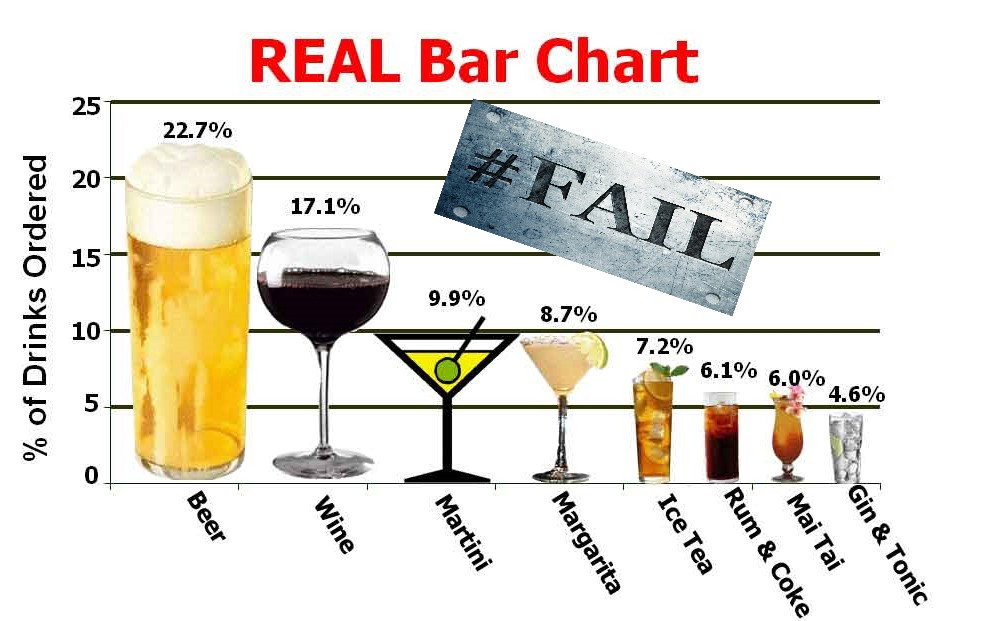 REAL Bar Chart
#FAIL
% of Drinks Ordered
25
20
15
10
5
0
22.7%
17.1%
9.9%
8.7%
7.2%
6.1%
6.0%
4.6%
Beer
Wine
Martini
Margarita
Ice Tea
Rum & Coke
Mai Tai
Gin & Tonic